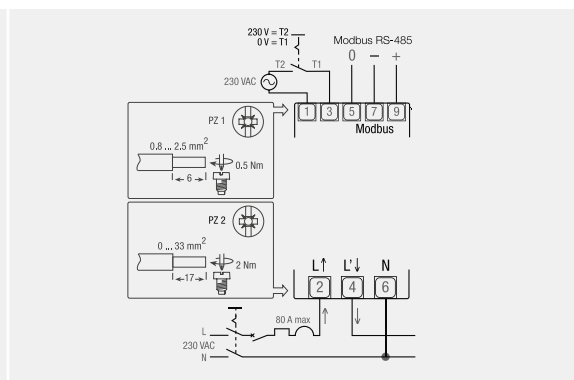 230 V = T2
0 V = T1
Modbus RS-485
T2 T1 0 – +
230 VAC
1 3 5 7 9
Modbus
PZ 1
0.8 ... 2.5 mm²
0.5 Nm
6
PZ 2
0 ... 33 mm²
2 Nm
17
L↑ L'↓ N
2 4 6
80 A max
L
230 VAC
N